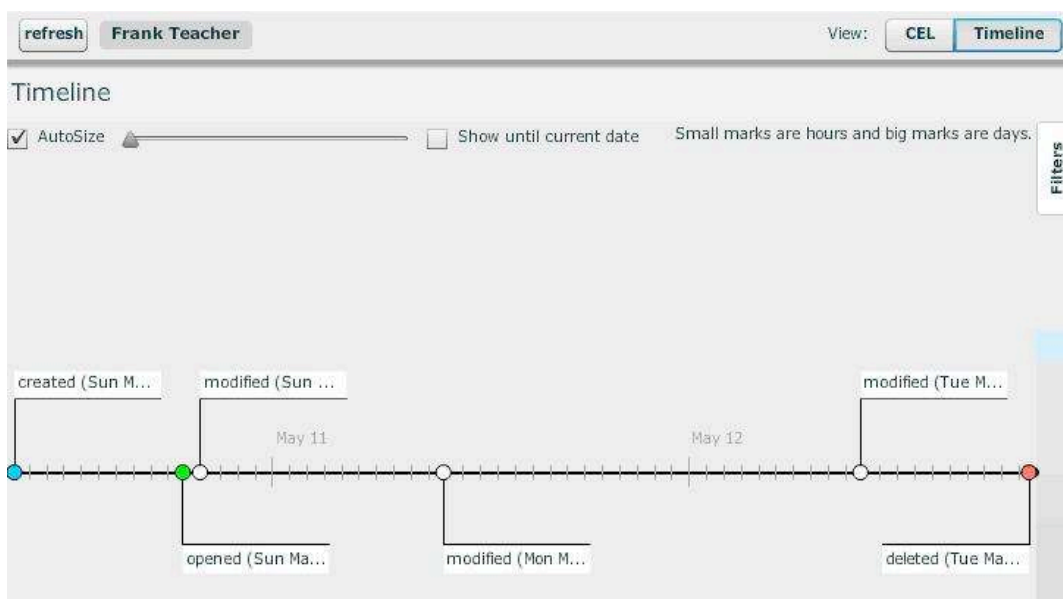 refresh Frank Teacher View: CEL Timeline
Timeline
AutoSize Show until current date Small marks are hours and big marks are days.
Filters
created (Sun M... modified (Sun ... modified (Tue M...
May 11 May 12
opened (Sun Ma... modified (Mon M... deleted (Tue Ma...